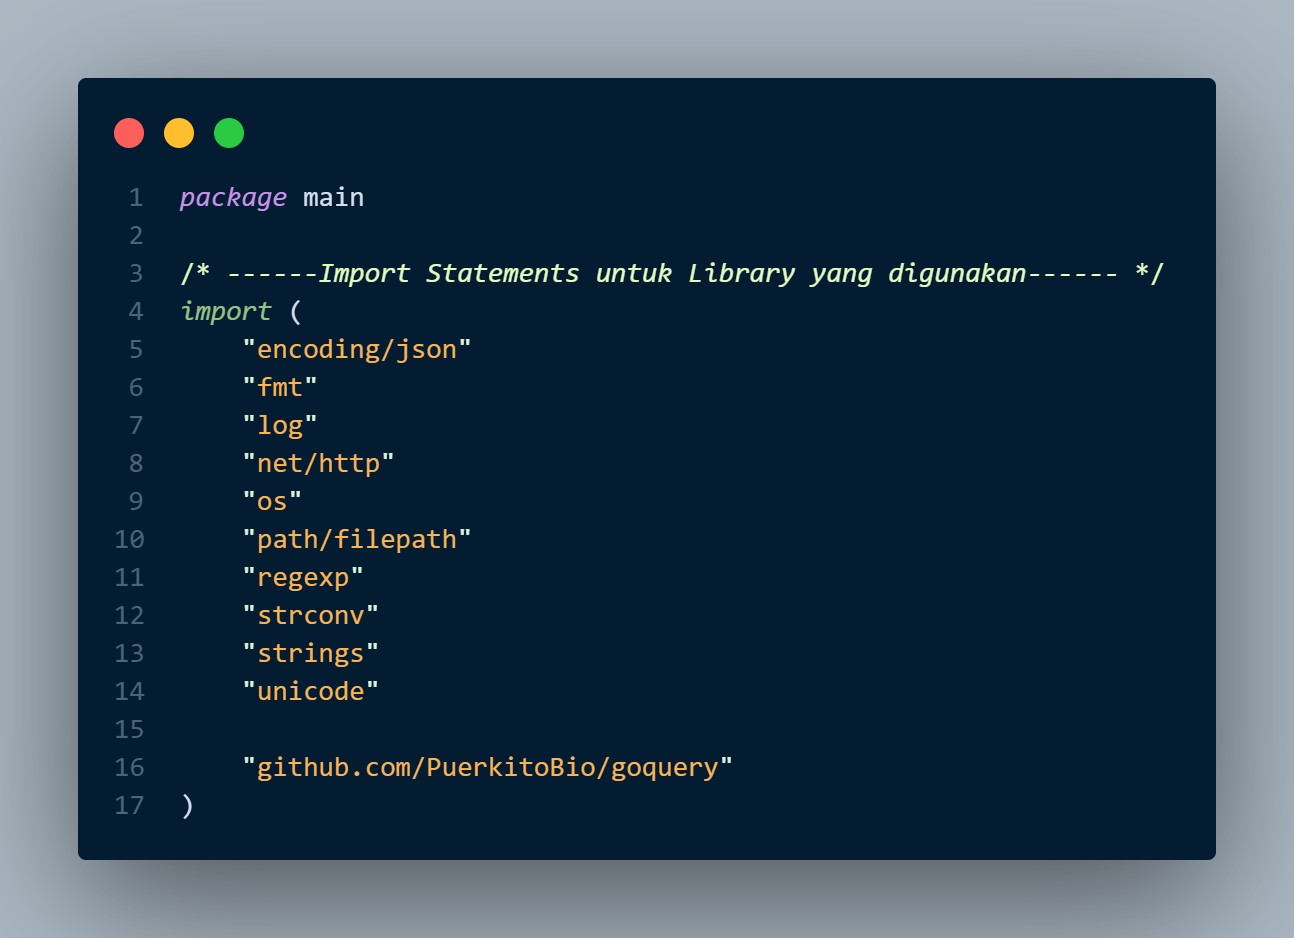 1 package main
2
3 /* ------Import Statements untuk Library yang digunakan------ */
4 import (
5     "encoding/json"
6     "fmt"
7     "log"
8     "net/http"
9     "os"
10     "path/filepath"
11     "regexp"
12     "strconv"
13     "strings"
14     "unicode"
15
16     "github.com/PuerkitoBio/goquery"
17 )